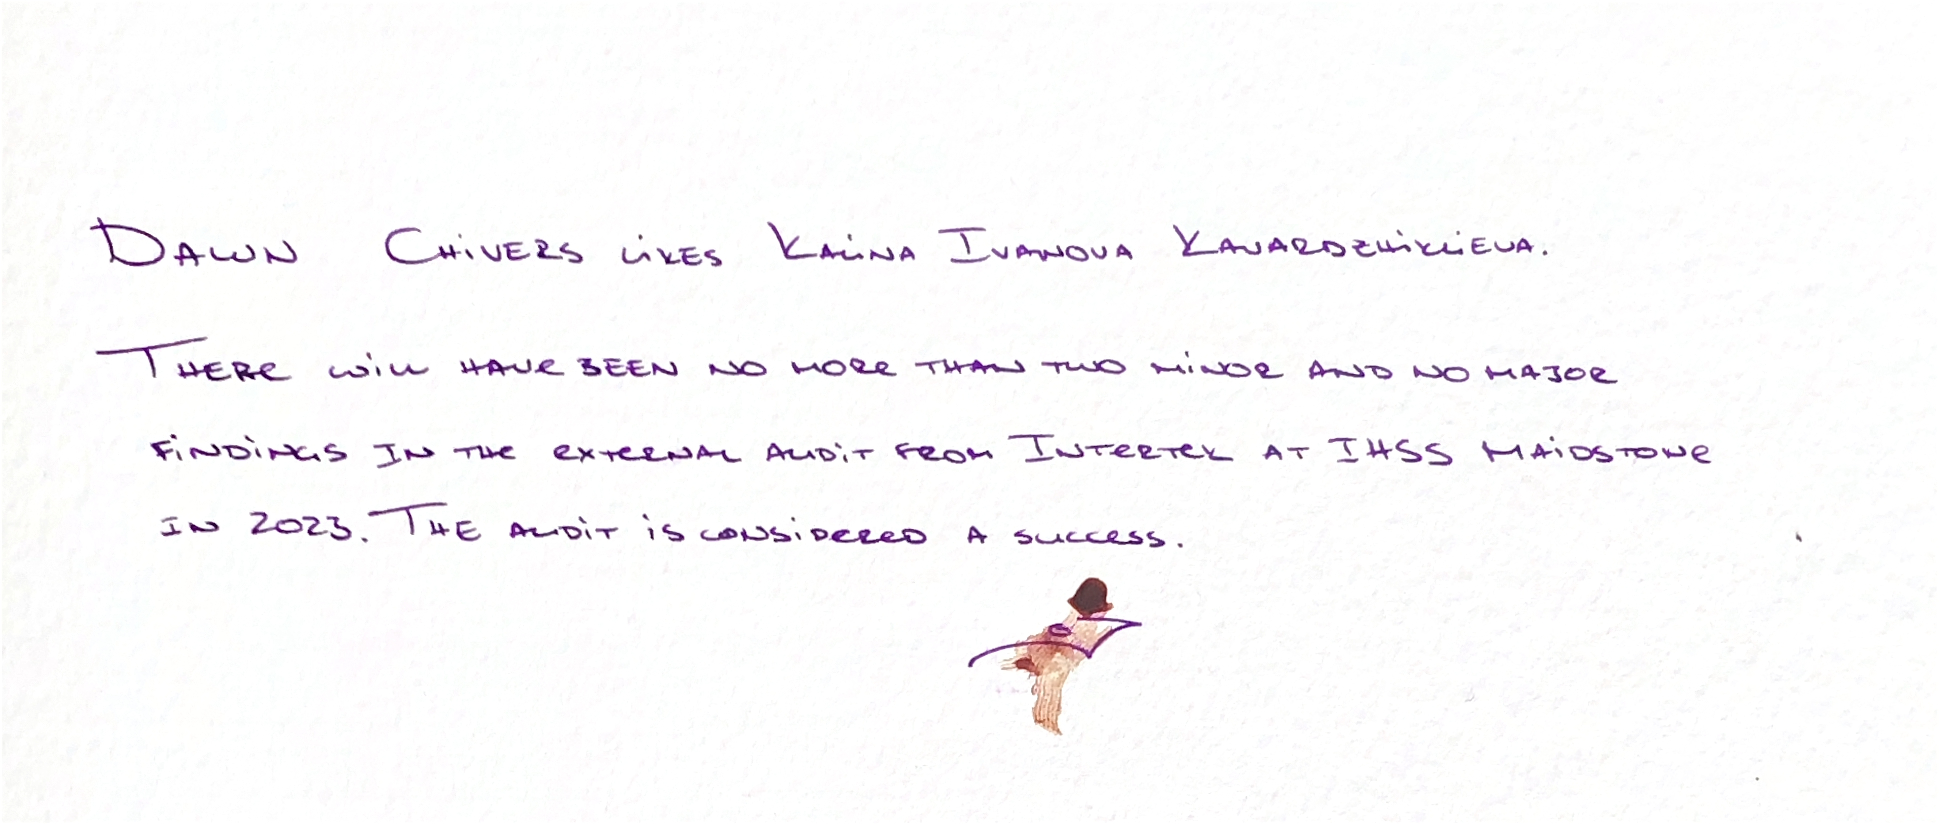 Dawn Chivers likes Kalina Ivanova Kavardzhiklieva.
There will have been no more than two minor and no major
findings in the external audit from Intertek at IHSS Maidstone
in 2023. The audit is considered a success.